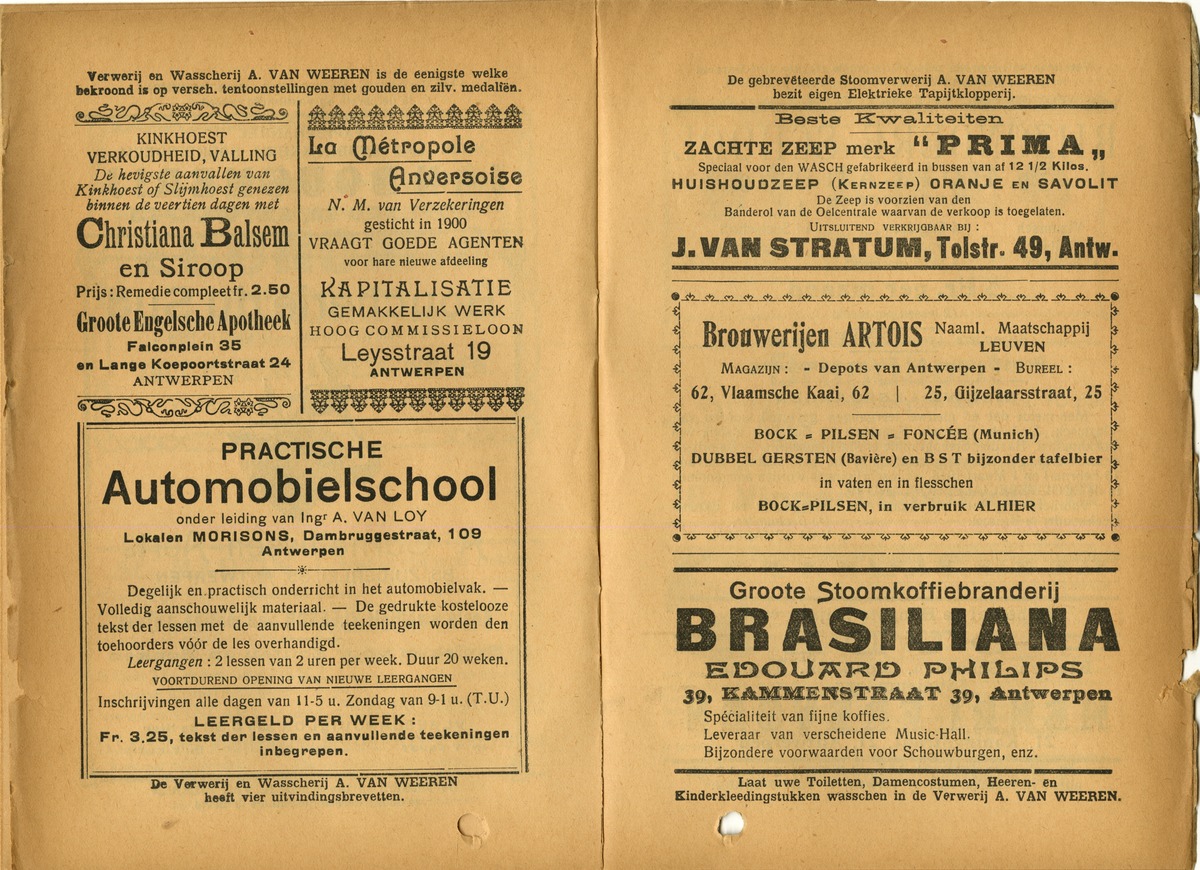 Verwerij en Wasscherij A. VAN WEEREN is de eenigste welke
bekroond is op versch. tentoonstellingen met gouden en zilv. medaliën.
KINKHOEST
VERKOUDHEID, VALLING
De hevigste aanvallen van
Kinkhoest of Slijmhoest genezen
binnen de veertien dagen met
Christiana Balsem
en Siroop
Prijs : Remedie compleet fr. 2.50
Groote Engelsche Apotheek
Falconplein 35
en Lange Koepoortstraat 24
ANTWERPEN
La Métropole
Anversoise
N. M. van Verzekeringen
gesticht in 1900
VRAAGT GOEDE AGENTEN
voor hare nieuwe afdeeling
KAPITALISATIE
GEMAKKELIJK WERK
HOOG COMMISSIELOON
Leysstraat 19
ANTWERPEN
PRACTISCHE
Automobielschool
onder leiding van Ingr A. VAN LOY
Lokalen MORISONS, Dambruggestraat, 109
Antwerpen
Degelijk en practisch onderricht in het automobielvak. —
Volledig aanschouwelijk materiaal. — De gedrukte kostelooze
tekst der lessen met de aanvullende teekeningen worden den
toehoorders vóór de les overhandigd.
Leergangen : 2 lessen van 2 uren per week. Duur 20 weken.
VOORTDUREND OPENING VAN NIEUWE LEERGANGEN
Inschrijvingen alle dagen van 11-5 u. Zondag van 9-1 u. (T.U.)
LEERGELD PER WEEK :
Fr. 3.25, tekst der lessen en aanvullende teekeningen
inbegrepen.
De Verwerij en Wasscherij A. VAN WEEREN
heeft vier uitvindingsbrevetten.
De gebrevêteerde Stoomverwerij A. VAN WEEREN
bezit eigen Elektrieke Tapijtklopperij.
Beste Kwaliteiten
ZACHTE ZEEP merk “PRIMA„
Speciaal voor den WASCH gefabrikeerd in bussen van af 12 1/2 Kilos.
HUISHOUDZEEP (KERNZEEP) ORANJE EN SAVOLIT
De Zeep is voorzien van den
Banderol van de Oelcentrale waarvan de verkoop is toegelaten.
UITSLUITEND VERKRIJGBAAR BIJ :
J. VAN STRATUM, Tolstr. 49, Antw.
Brouwerijen ARTOIS Naaml. Maatschappij
LEUVEN
MAGAZIJN : - Depots van Antwerpen - BUREEL :
62, Vlaamsche Kaai, 62 | 25, Gijzelaarsstraat, 25
BOCK = PILSEN = FONCÉE (Munich)
DUBBEL GERSTEN (Bavière) en B S T bijzonder tafelbier
in vaten en in flesschen
BOCK=PILSEN, in verbruik ALHIER
Groote Stoomkoffiebranderij
BRASILIANA
EDOUARD PHILIPS
39, KAMMENSTRAAT 39, Antwerpen
Spécialiteit van fijne koffies.
Leveraar van verscheidene Music-Hall.
Bijzondere voorwaarden voor Schouwburgen, enz.
Laat uwe Toiletten, Damencostumen, Heeren- en
Kinderkleedingstukken wasschen in de Verwerij A. VAN WEEREN.